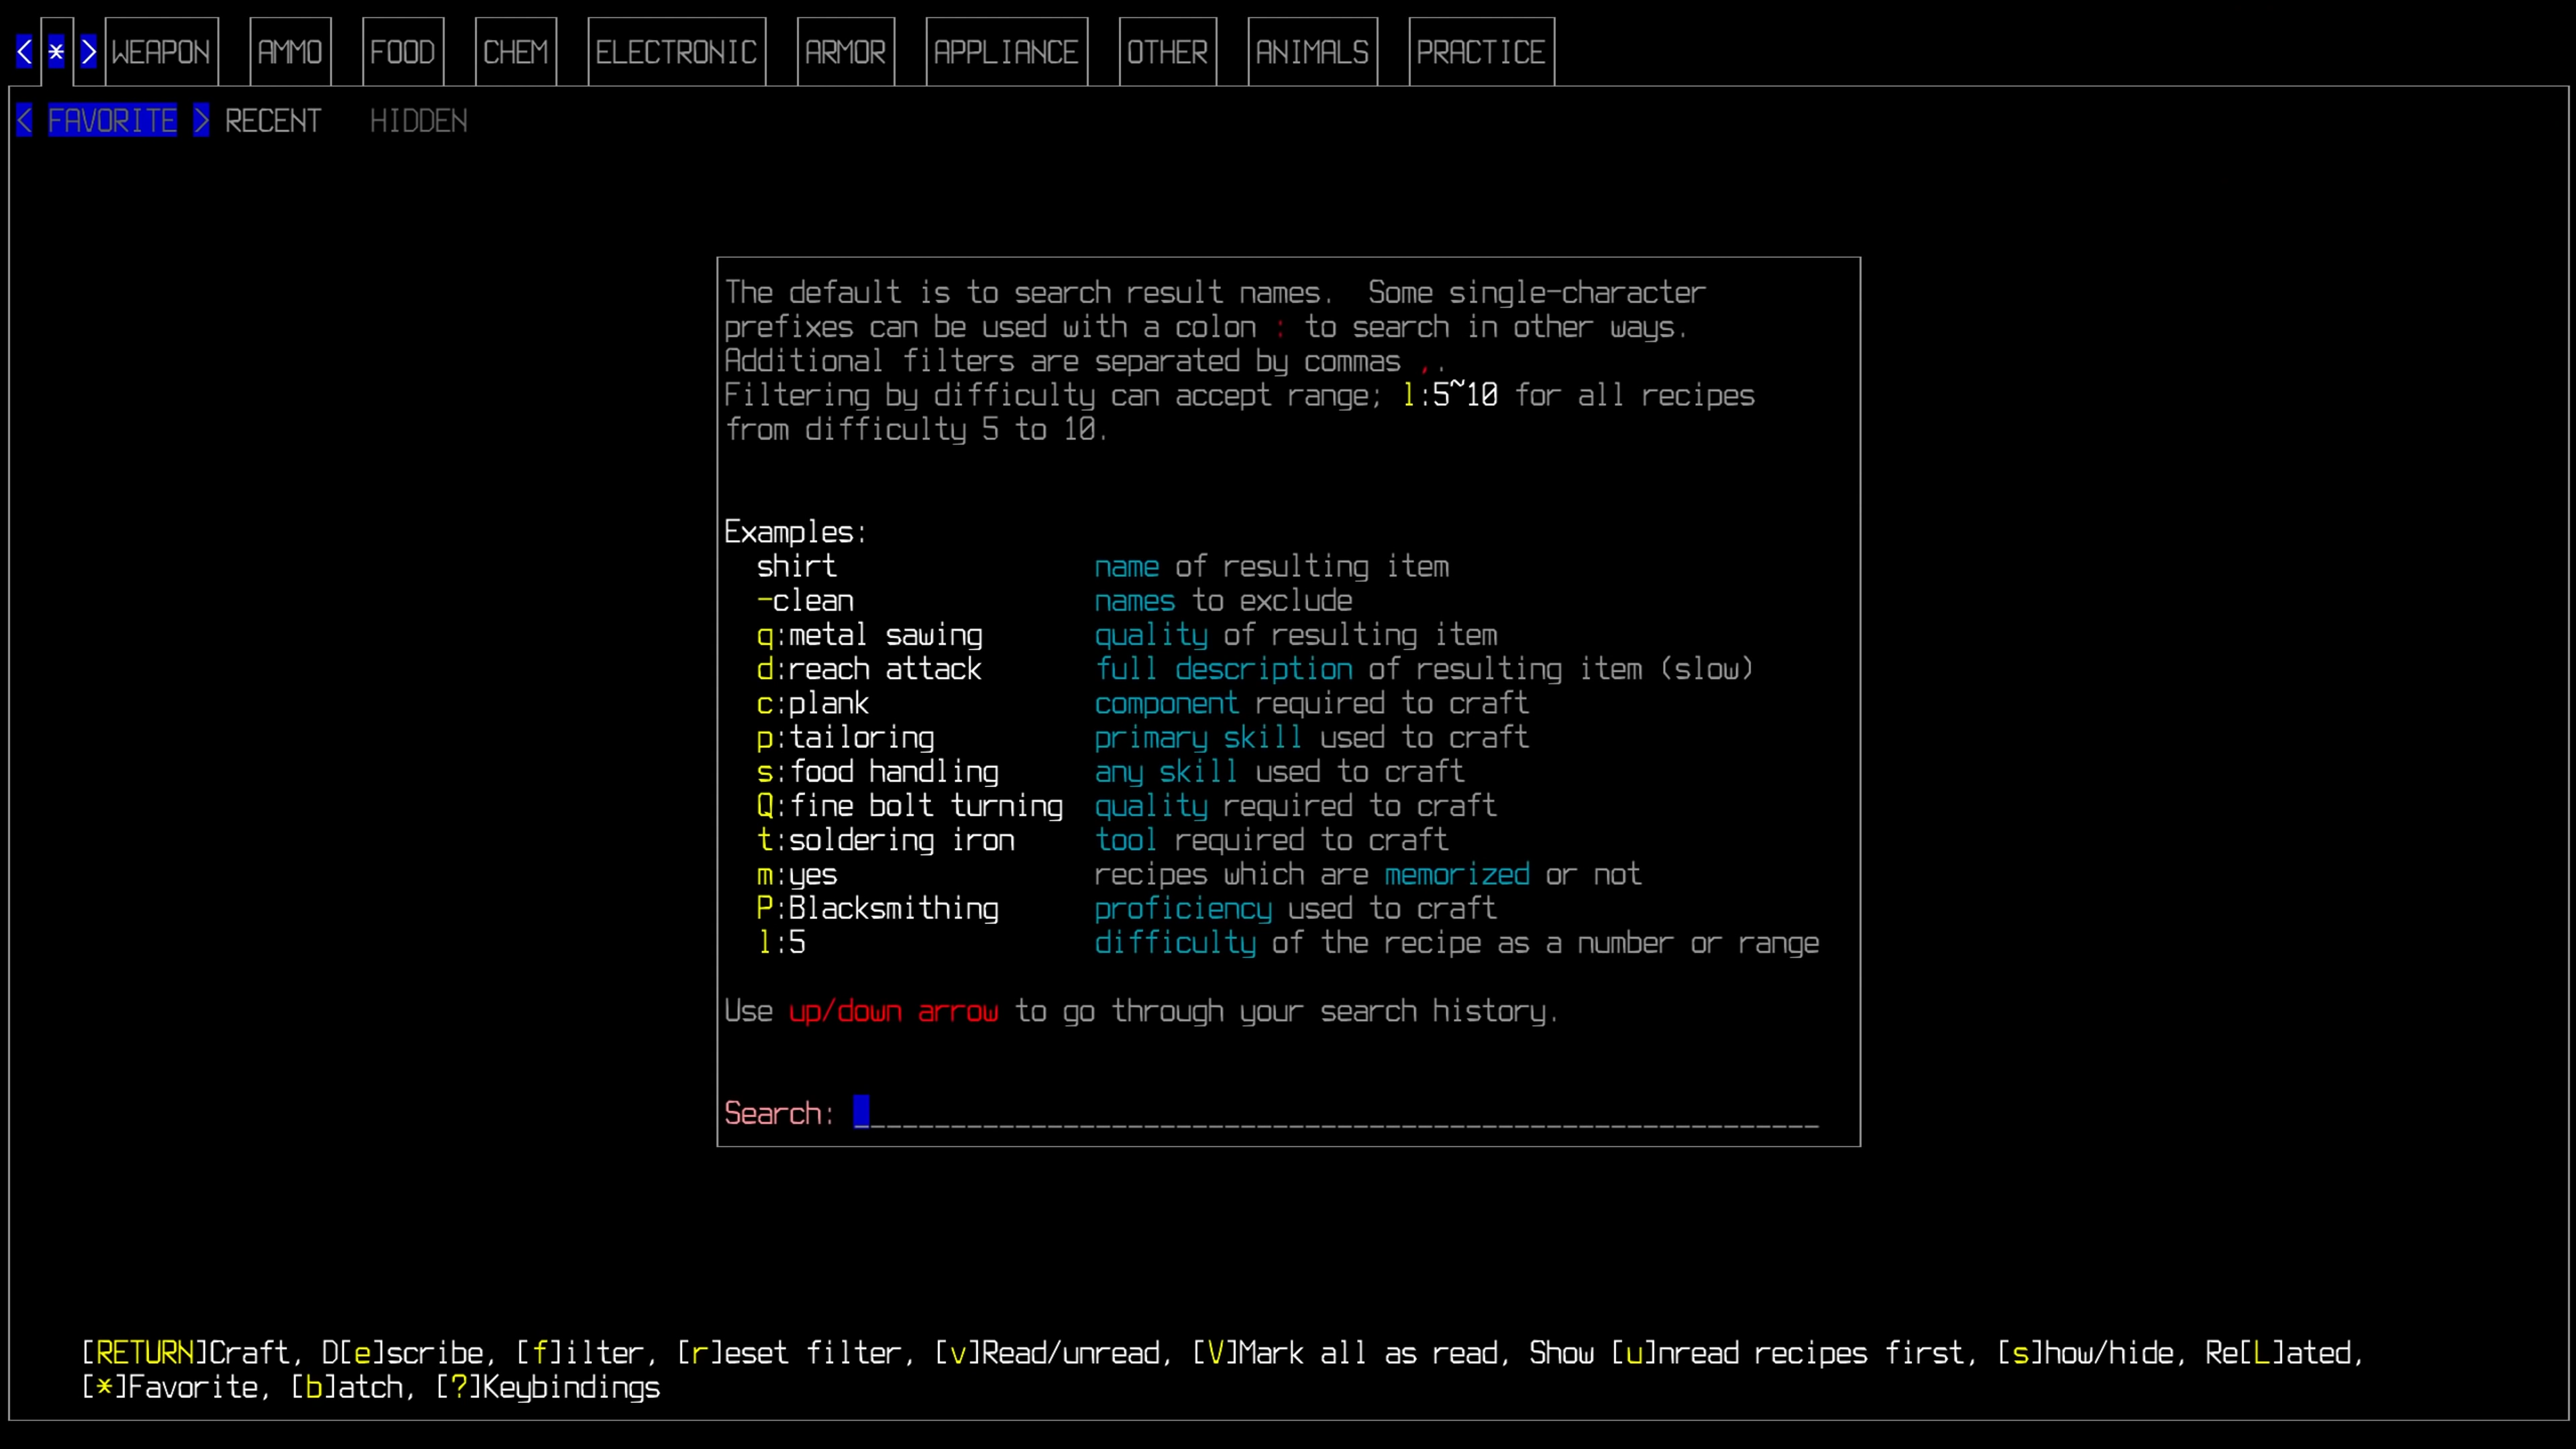 < * > WEAPON AMMO FOOD CHEM ELECTRONIC ARMOR APPLIANCE OTHER ANIMALS PRACTICE
< FAVORITE > RECENT HIDDEN
The default is to search result names.  Some single-character
prefixes can be used with a colon : to search in other ways.
Additional filters are separated by commas ,.
Filtering by difficulty can accept range; l:5~10 for all recipes
from difficulty 5 to 10.
Examples:
shirt name of resulting item
-clean names to exclude
q:metal sawing quality of resulting item
d:reach attack full description of resulting item (slow)
c:plank component required to craft
p:tailoring primary skill used to craft
s:food handling any skill used to craft
Q:fine bolt turning quality required to craft
t:soldering iron tool required to craft
m:yes recipes which are memorized or not
P:Blacksmithing proficiency used to craft
l:5 difficulty of the recipe as a number or range
Use up/down arrow to go through your search history.
Search: ____________________________________________________________
[RETURN]Craft, D[e]scribe, [f]ilter, [r]eset filter, [v]Read/unread, [V]Mark all as read, Show [u]nread recipes first, [s]how/hide, Re[L]ated,
[*]Favorite, [b]atch, [?]Keybindings